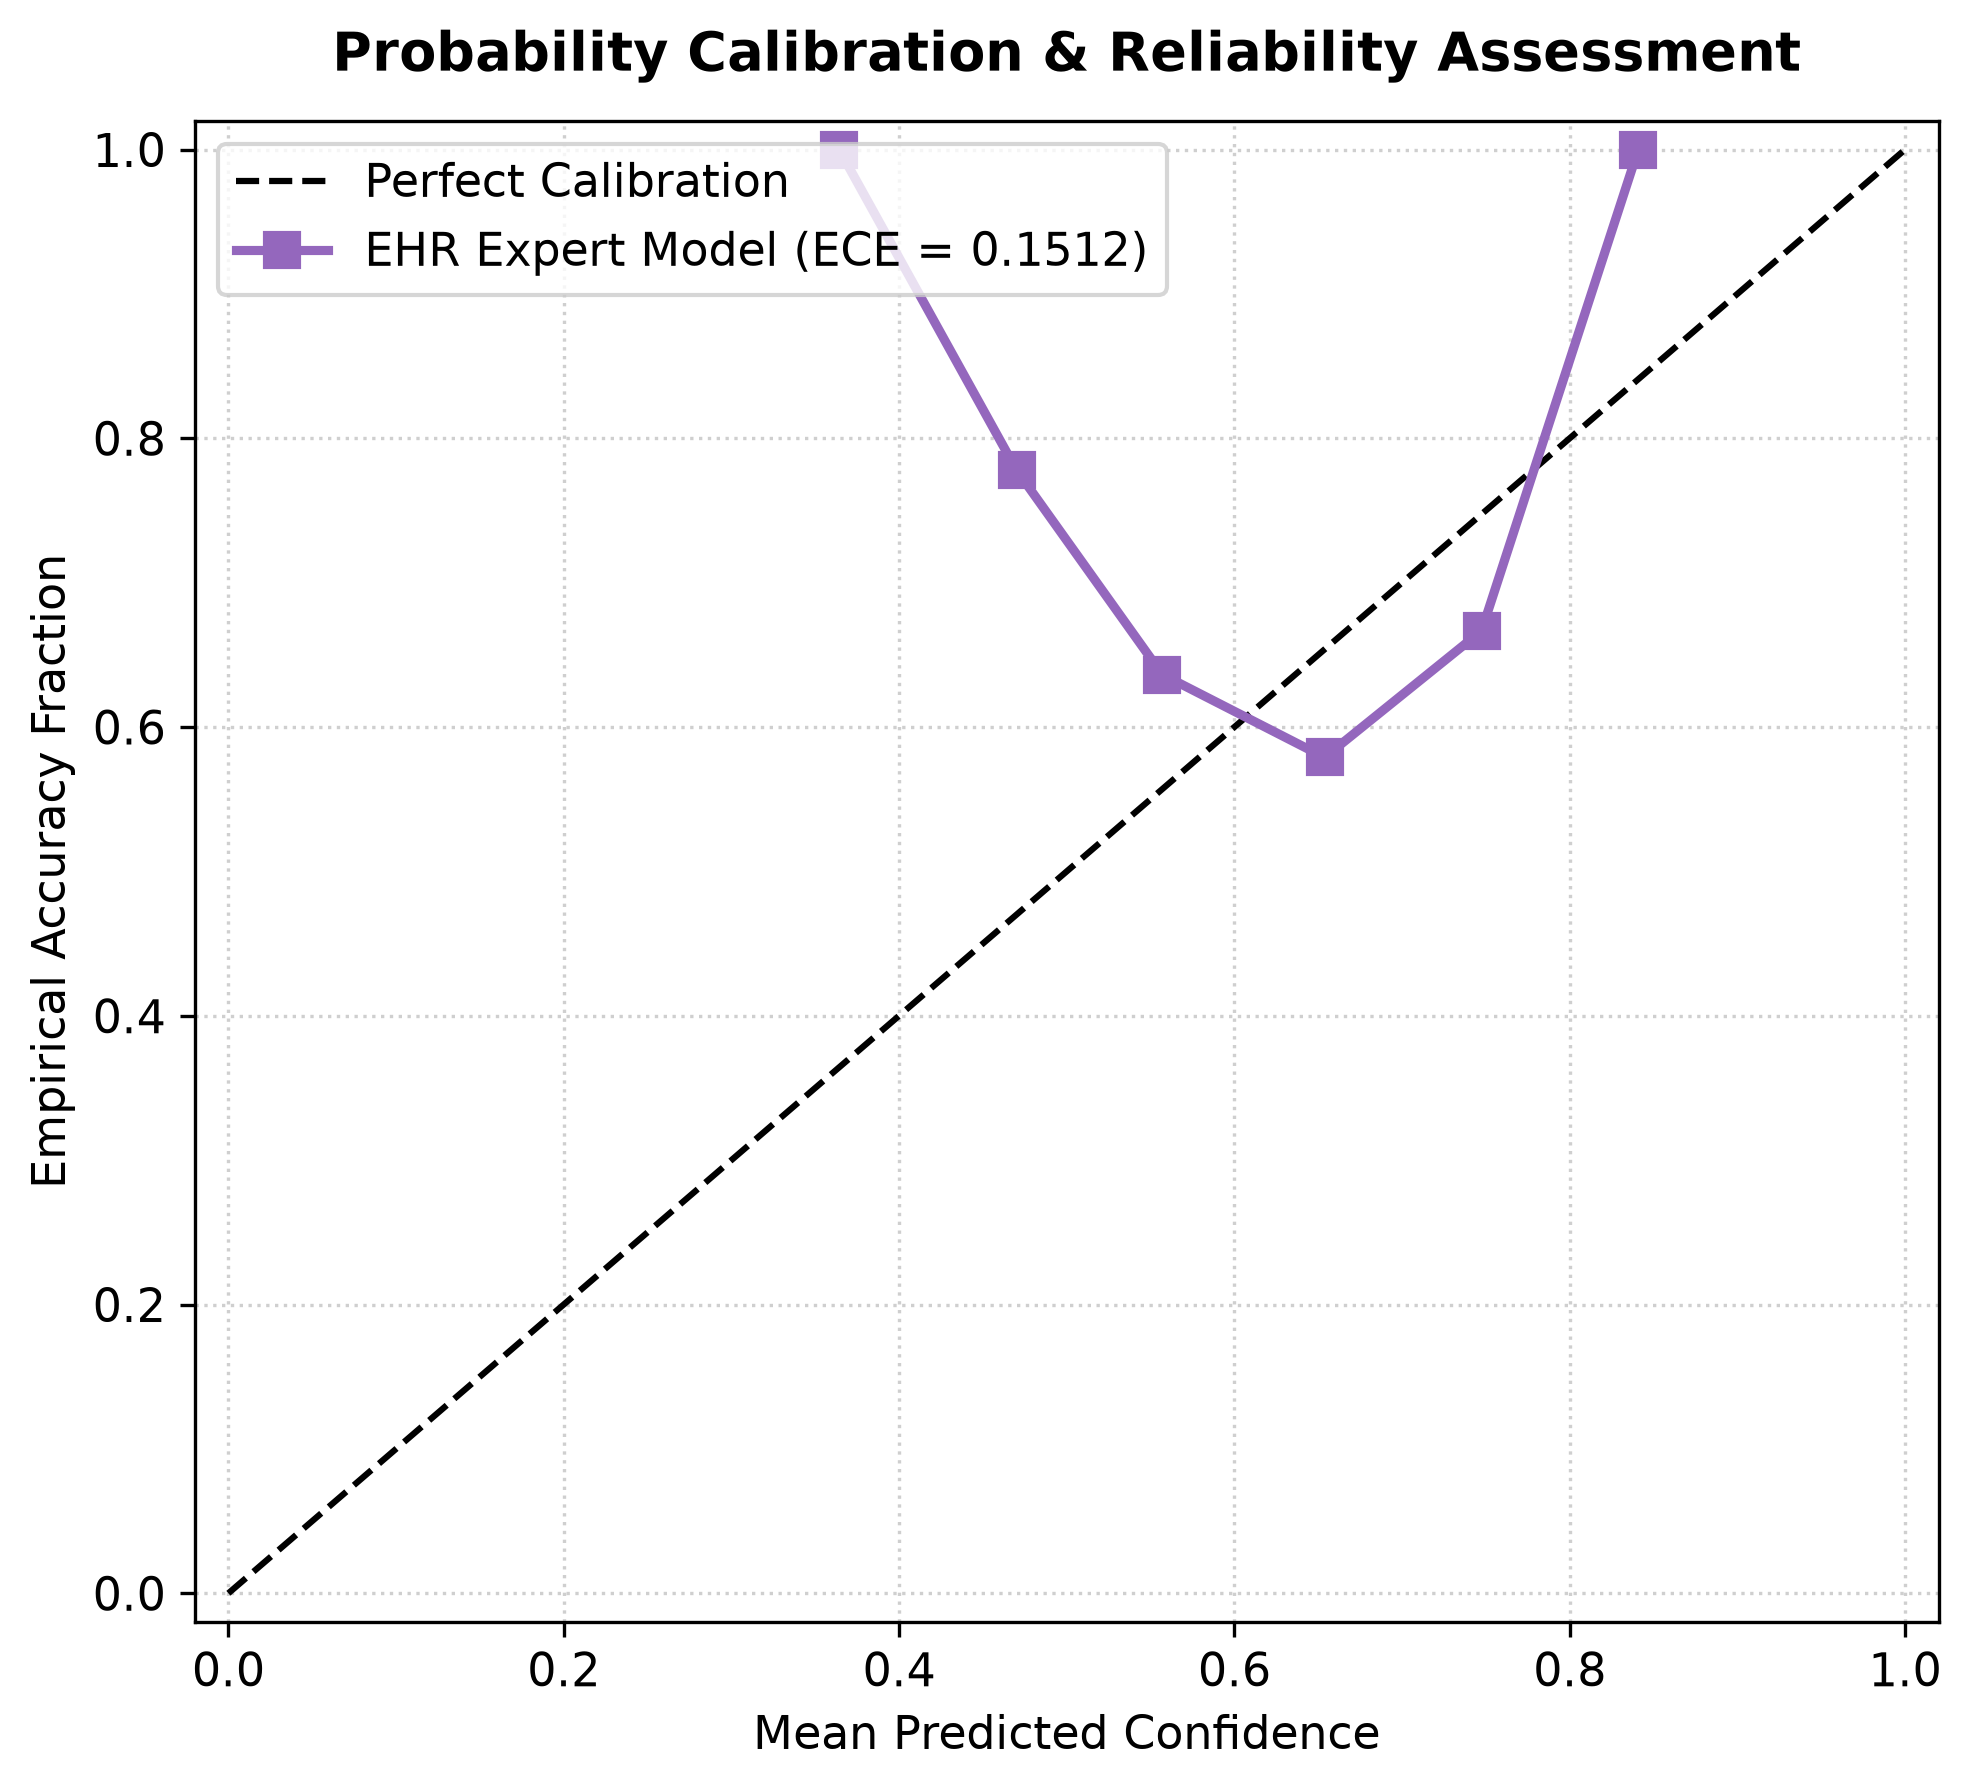 Probability Calibration & Reliability Assessment
Perfect Calibration
EHR Expert Model (ECE = 0.1512)
Empirical Accuracy Fraction
1.0
0.8
0.6
0.4
0.2
0.0
0.0 0.2 0.4 0.6 0.8 1.0
Mean Predicted Confidence